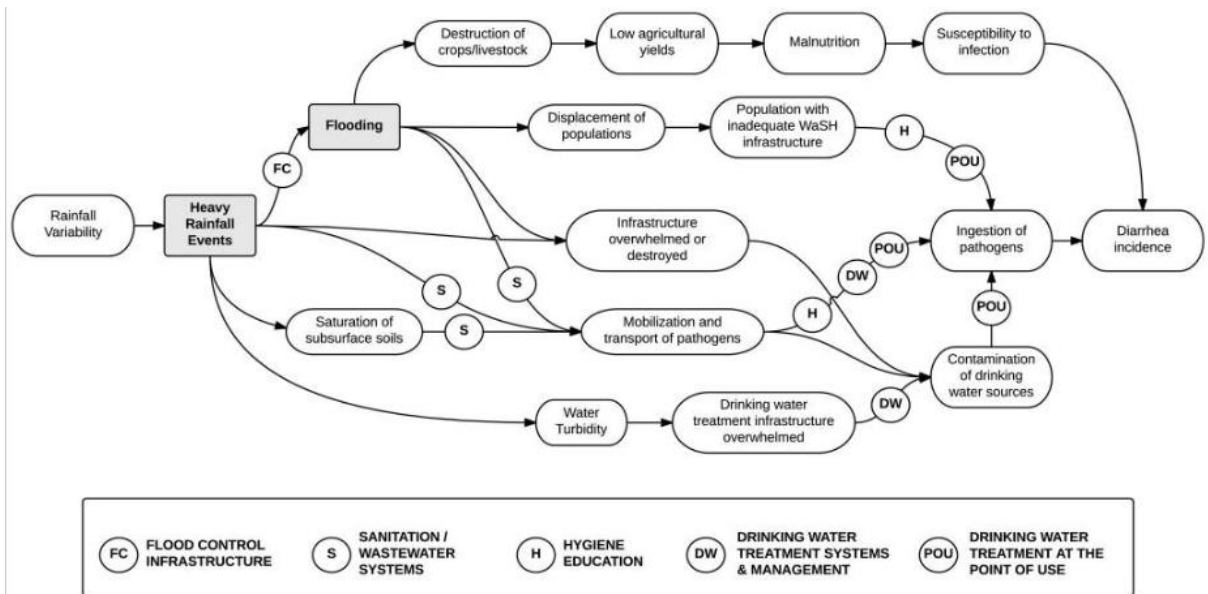 Destruction of
crops/livestock
Low agricultural
yields
Malnutrition
Susceptibility to
infection
Flooding
Displacement of
populations
Population with
inadequate WaSH
infrastructure
H
POU
FC
Rainfall
Variability
Heavy
Rainfall
Events
Infrastructure
overwhelmed or
destroyed
Ingestion of
pathogens
Diarrhea
incidence
S
S
POU
DW
H
POU
Saturation of
subsurface soils
S
Mobilization and
transport of pathogens
Contamination
of drinking
water sources
Water
Turbidity
Drinking water
treatment infrastructure
overwhelmed
DW
FC
FLOOD CONTROL
INFRASTRUCTURE
S
SANITATION /
WASTEWATER
SYSTEMS
H
HYGIENE
EDUCATION
DW
DRINKING WATER
TREATMENT SYSTEMS
& MANAGEMENT
POU
DRINKING WATER
TREATMENT AT THE
POINT OF USE